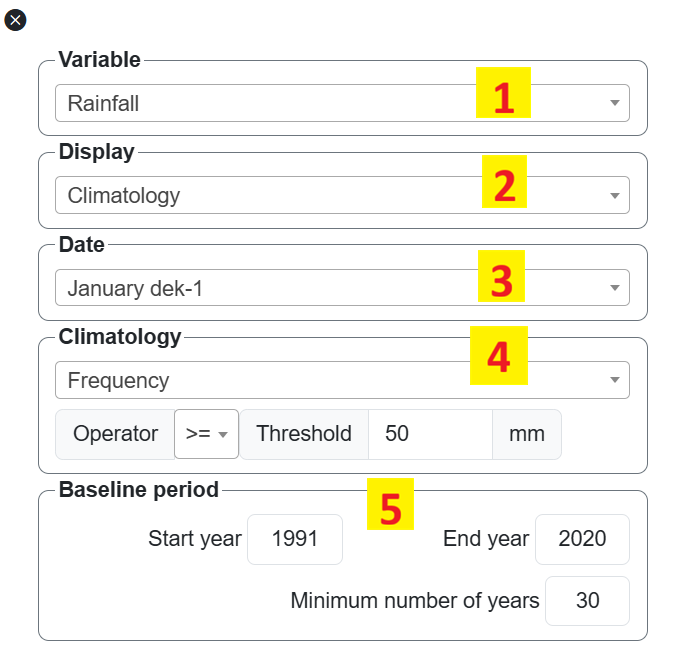 Variable
Rainfall 1
Display
Climatology 2
Date
January dek-1 3
Climatology 4
Frequency
Operator >= Threshold 50 mm
Baseline period 5
Start year 1991 End year 2020
Minimum number of years 30